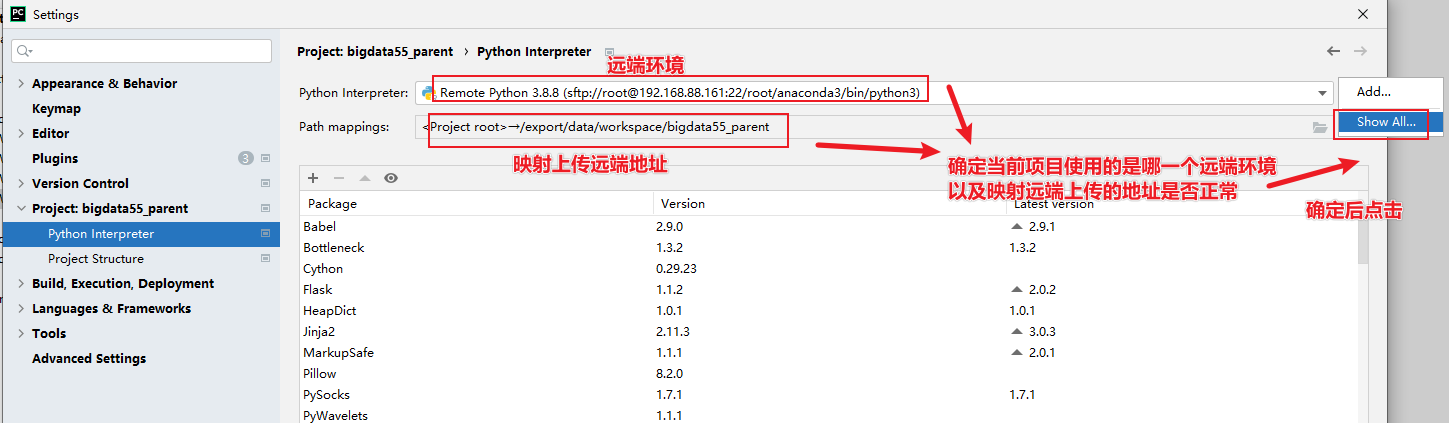 PC Settings
Project: bigdata55_parent › Python Interpreter
远端环境
Appearance & Behavior
Python Interpreter: Remote Python 3.8.8 (sftp://root@192.168.88.161:22/root/anaconda3/bin/python3)
Add...
Keymap
Show All...
Editor
Path mappings: <Project root>→/export/data/workspace/bigdata55_parent
Plugins 3
映射上传远端地址
确定当前项目使用的是哪一个远端环境
以及映射远端上传的地址是否正常
确定后点击
Version Control
Project: bigdata55_parent
Python Interpreter
Project Structure
Build, Execution, Deployment
Languages & Frameworks
Tools
Advanced Settings
Package Version Latest version
Babel 2.9.0 2.9.1
Bottleneck 1.3.2 1.3.2
Cython 0.29.23
Flask 1.1.2 2.0.2
HeapDict 1.0.1 1.0.1
Jinja2 2.11.3 3.0.3
MarkupSafe 1.1.1 2.0.1
Pillow 8.2.0
PySocks 1.7.1 1.7.1
PyWavelets 1.1.1